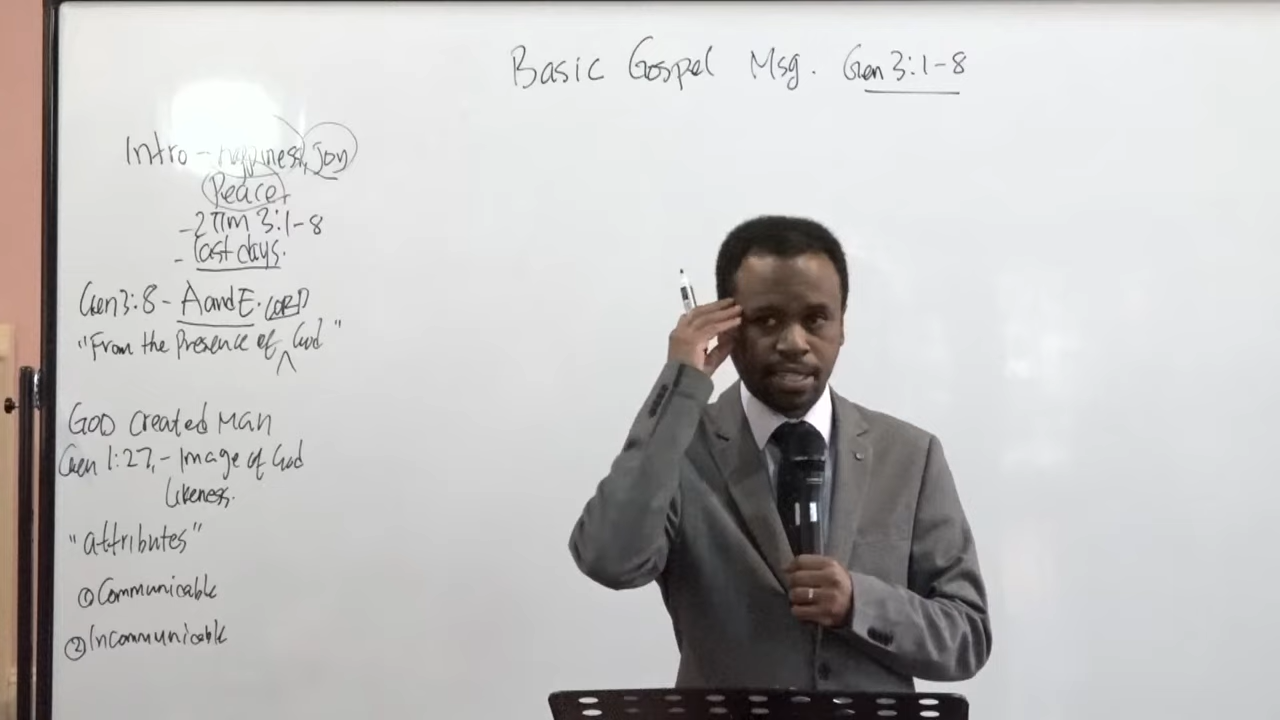 Basic Gospel Msg. Gen 3:1-8
Intro - Happiness, Joy
Peace
- 2 Tim 3:1-8
- last days.
Gen 3:8 - A and E. LORD
"From the Presence of ^ God"
GOD created man
Gen 1:27, - Image of God
likeness.
"attributes"
① Communicable
② Incommunicable